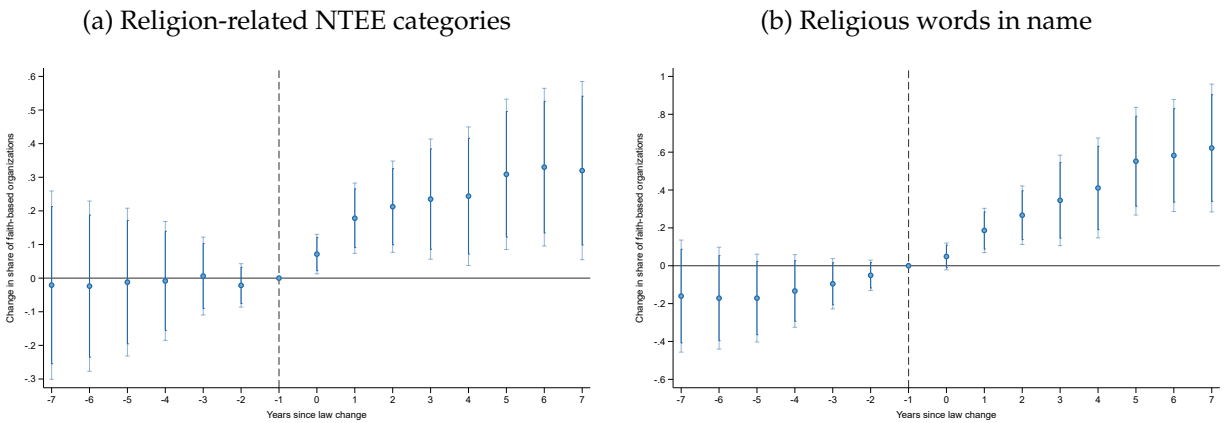 (a) Religion-related NTEE categories
Change in share of faith-based organizations
.6
.5
.4
.3
.2
.1
0
-.1
-.2
-.3
-7 -6 -5 -4 -3 -2 -1 0 1 2 3 4 5 6 7
Years since law change
(b) Religious words in name
Change in share of faith-based organizations
1
.8
.6
.4
.2
0
-.2
-.4
-.6
-7 -6 -5 -4 -3 -2 -1 0 1 2 3 4 5 6 7
Years since law change